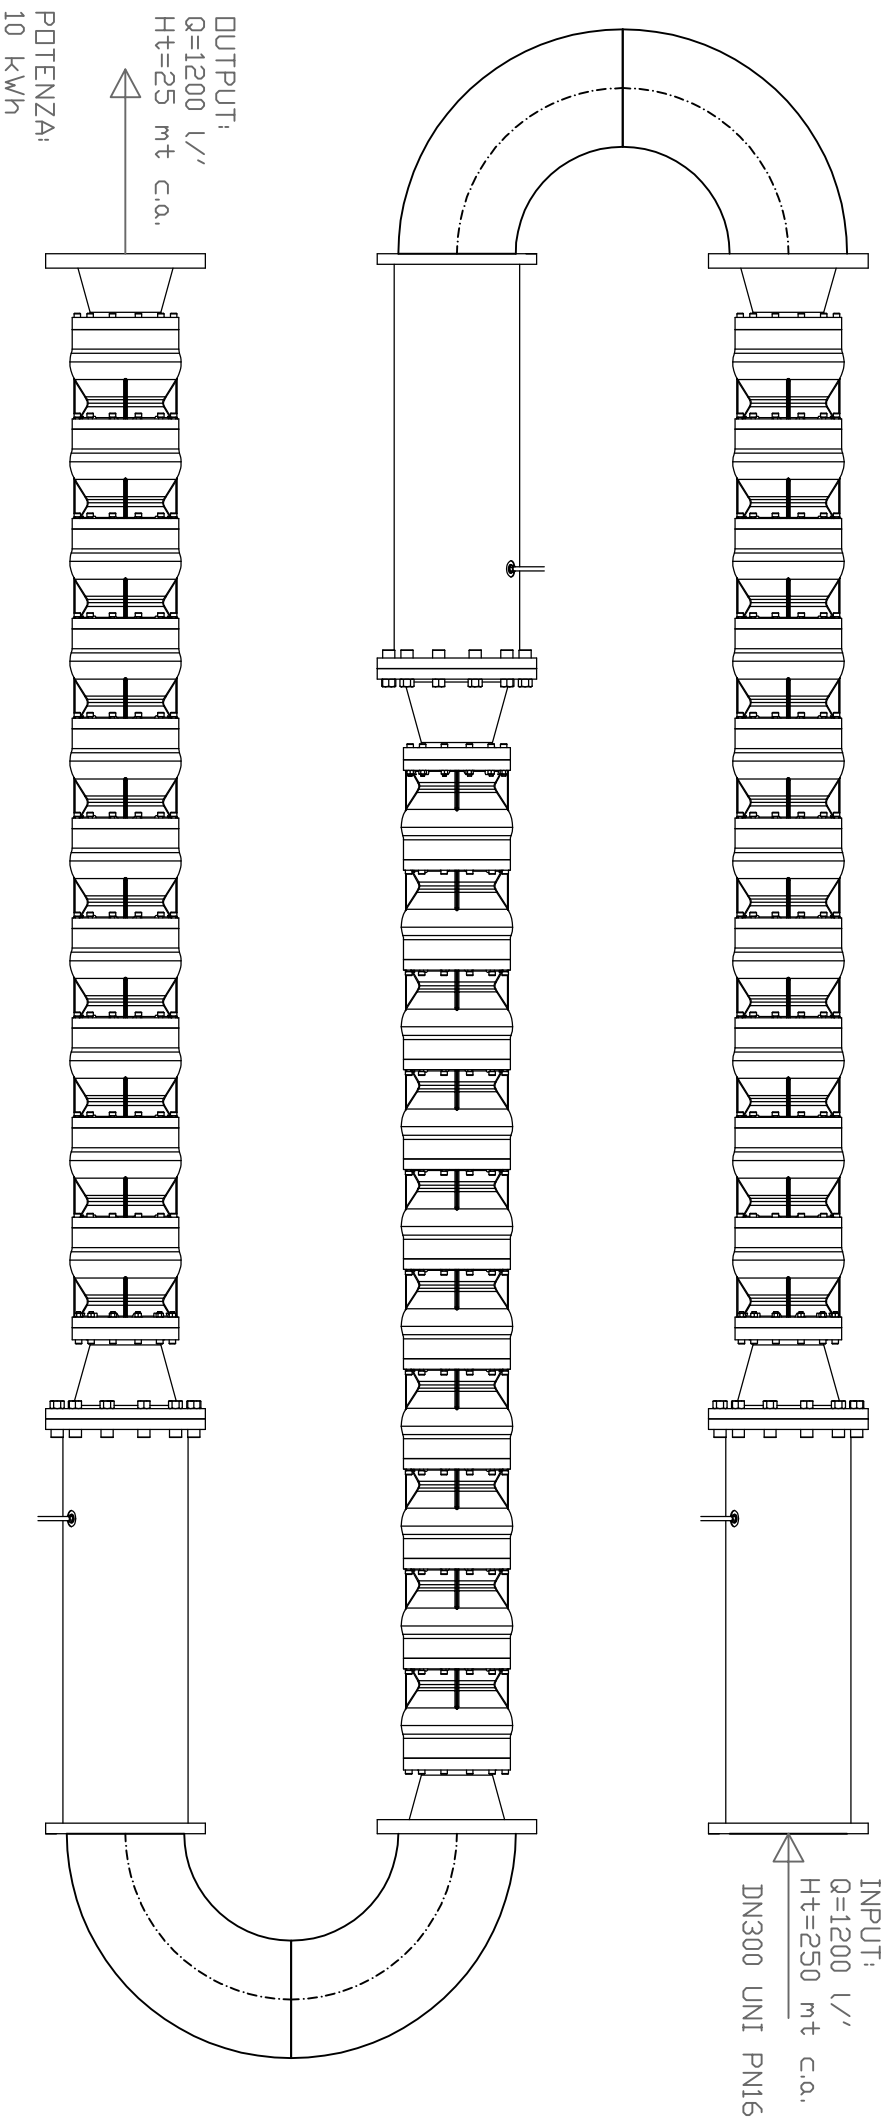 OUTPUT:
Q=1200 l/'
Ht=25 mt c.a.
POTENZA:
10 kWh
INPUT:
Q=1200 l/'
Ht=250 mt c.a.
DN300 UNI PN16